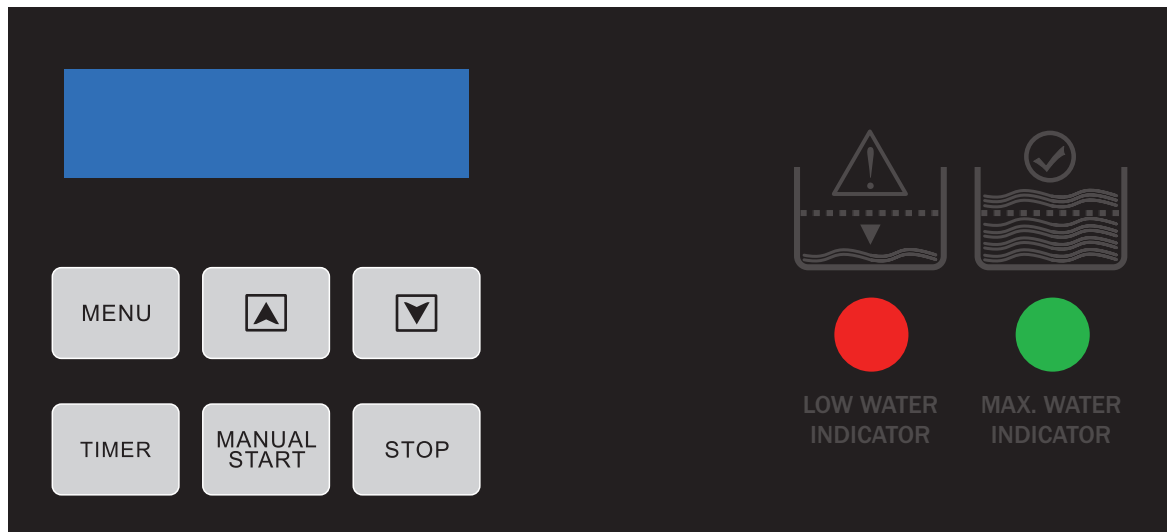 MENU
TIMER
MANUAL
START
STOP
LOW WATER
INDICATOR
MAX. WATER
INDICATOR